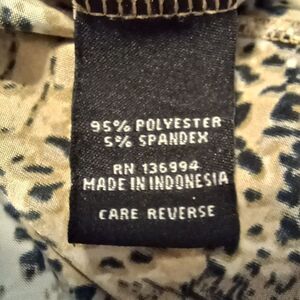 95% POLYESTER
5% SPANDEX
RN 136994
MADE IN INDONESIA
CARE REVERSE